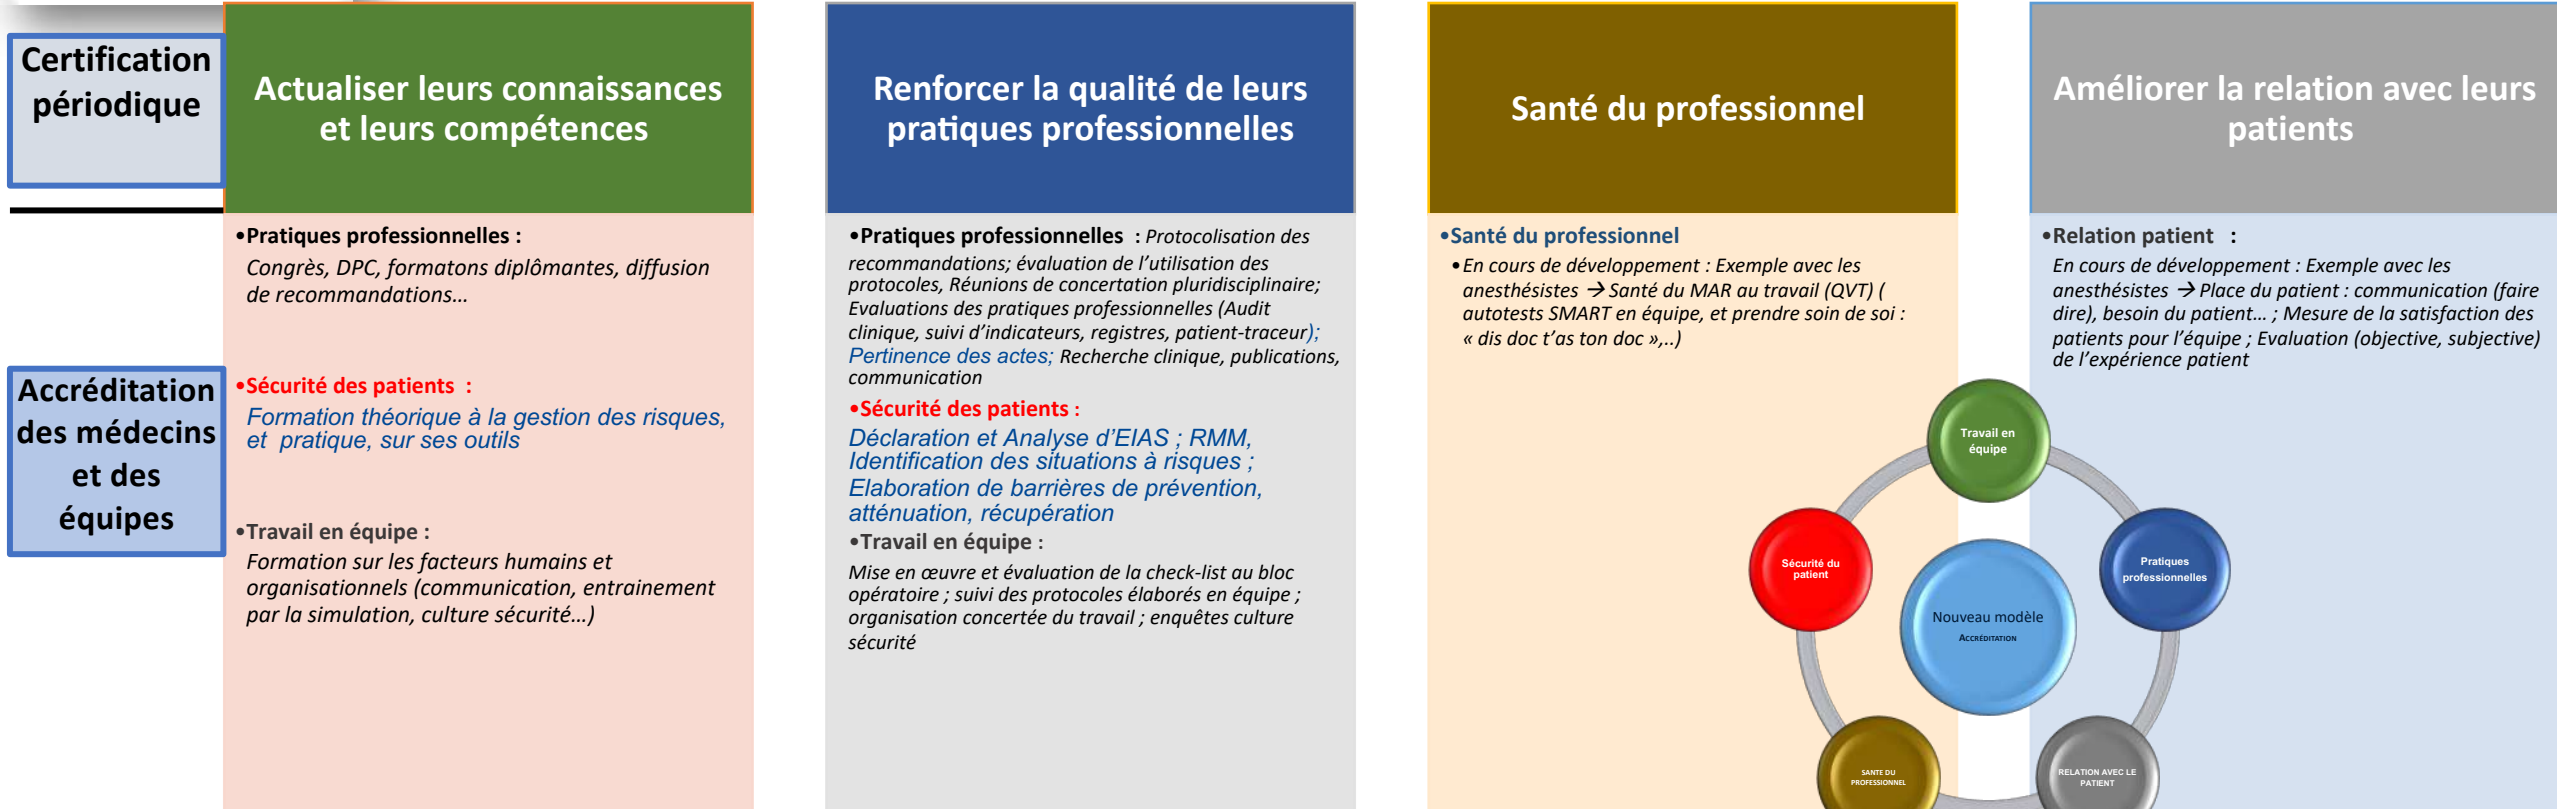 Certification
périodique
Actualiser leurs connaissances
et leurs compétences
Renforcer la qualité de leurs
pratiques professionnelles
Santé du professionnel
Améliorer la relation avec leurs
patients
Accréditation
des médecins
et des
équipes
•Pratiques professionnelles :
Congrès, DPC, formatons diplômantes, diffusion
de recommandations…
•Sécurité des patients :
Formation théorique à la gestion des risques,
et pratique, sur ses outils
•Travail en équipe :
Formation sur les facteurs humains et
organisationnels (communication, entrainement
par la simulation, culture sécurité…)
•Pratiques professionnelles : Protocolisation des
recommandations; évaluation de l’utilisation des
protocoles, Réunions de concertation pluridisciplinaire;
Evaluations des pratiques professionnelles (Audit
clinique, suivi d’indicateurs, registres, patient-traceur);
Pertinence des actes; Recherche clinique, publications,
communication
•Sécurité des patients :
Déclaration et Analyse d’EIAS ; RMM,
Identification des situations à risques ;
Elaboration de barrières de prévention,
atténuation, récupération
•Travail en équipe :
Mise en œuvre et évaluation de la check-list au bloc
opératoire ; suivi des protocoles élaborés en équipe ;
organisation concertée du travail ; enquêtes culture
sécurité
•Santé du professionnel
•En cours de développement : Exemple avec les
anesthésistes → Santé du MAR au travail (QVT) (
autotests SMART en équipe, et prendre soin de soi :
« dis doc t’as ton doc »,..)
•Relation patient :
En cours de développement : Exemple avec les
anesthésistes → Place du patient : communication (faire
dire), besoin du patient… ; Mesure de la satisfaction des
patients pour l’équipe ; Evaluation (objective, subjective)
de l’expérience patient
Travail en
équipe
Sécurité du
patient
Pratiques
professionnelles
Nouveau modèle
ACCRÉDITATION
SANTE DU
PROFESSIONNEL
RELATION AVEC LE
PATIENT